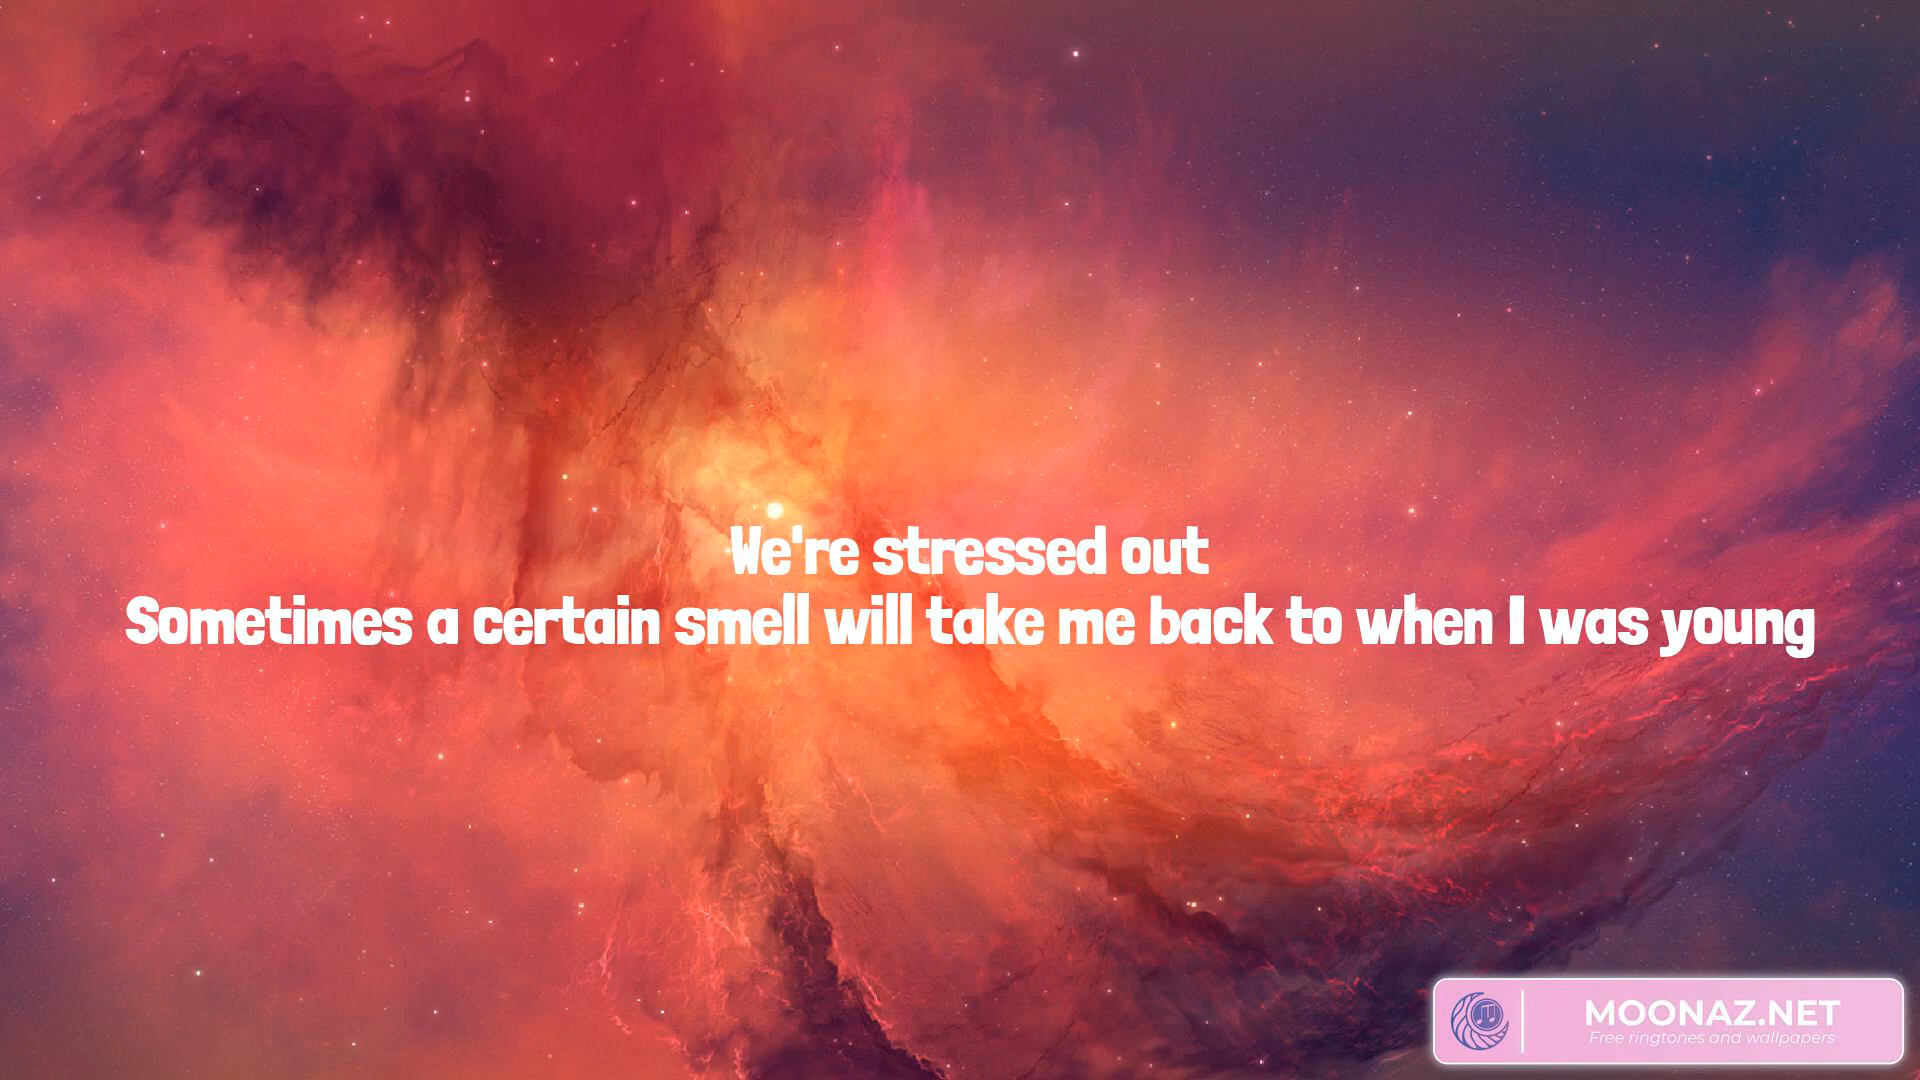 We're stressed out
Sometimes a certain smell will take me back to when I was young
MOONAZ.NET
Free ringtones and wallpapers